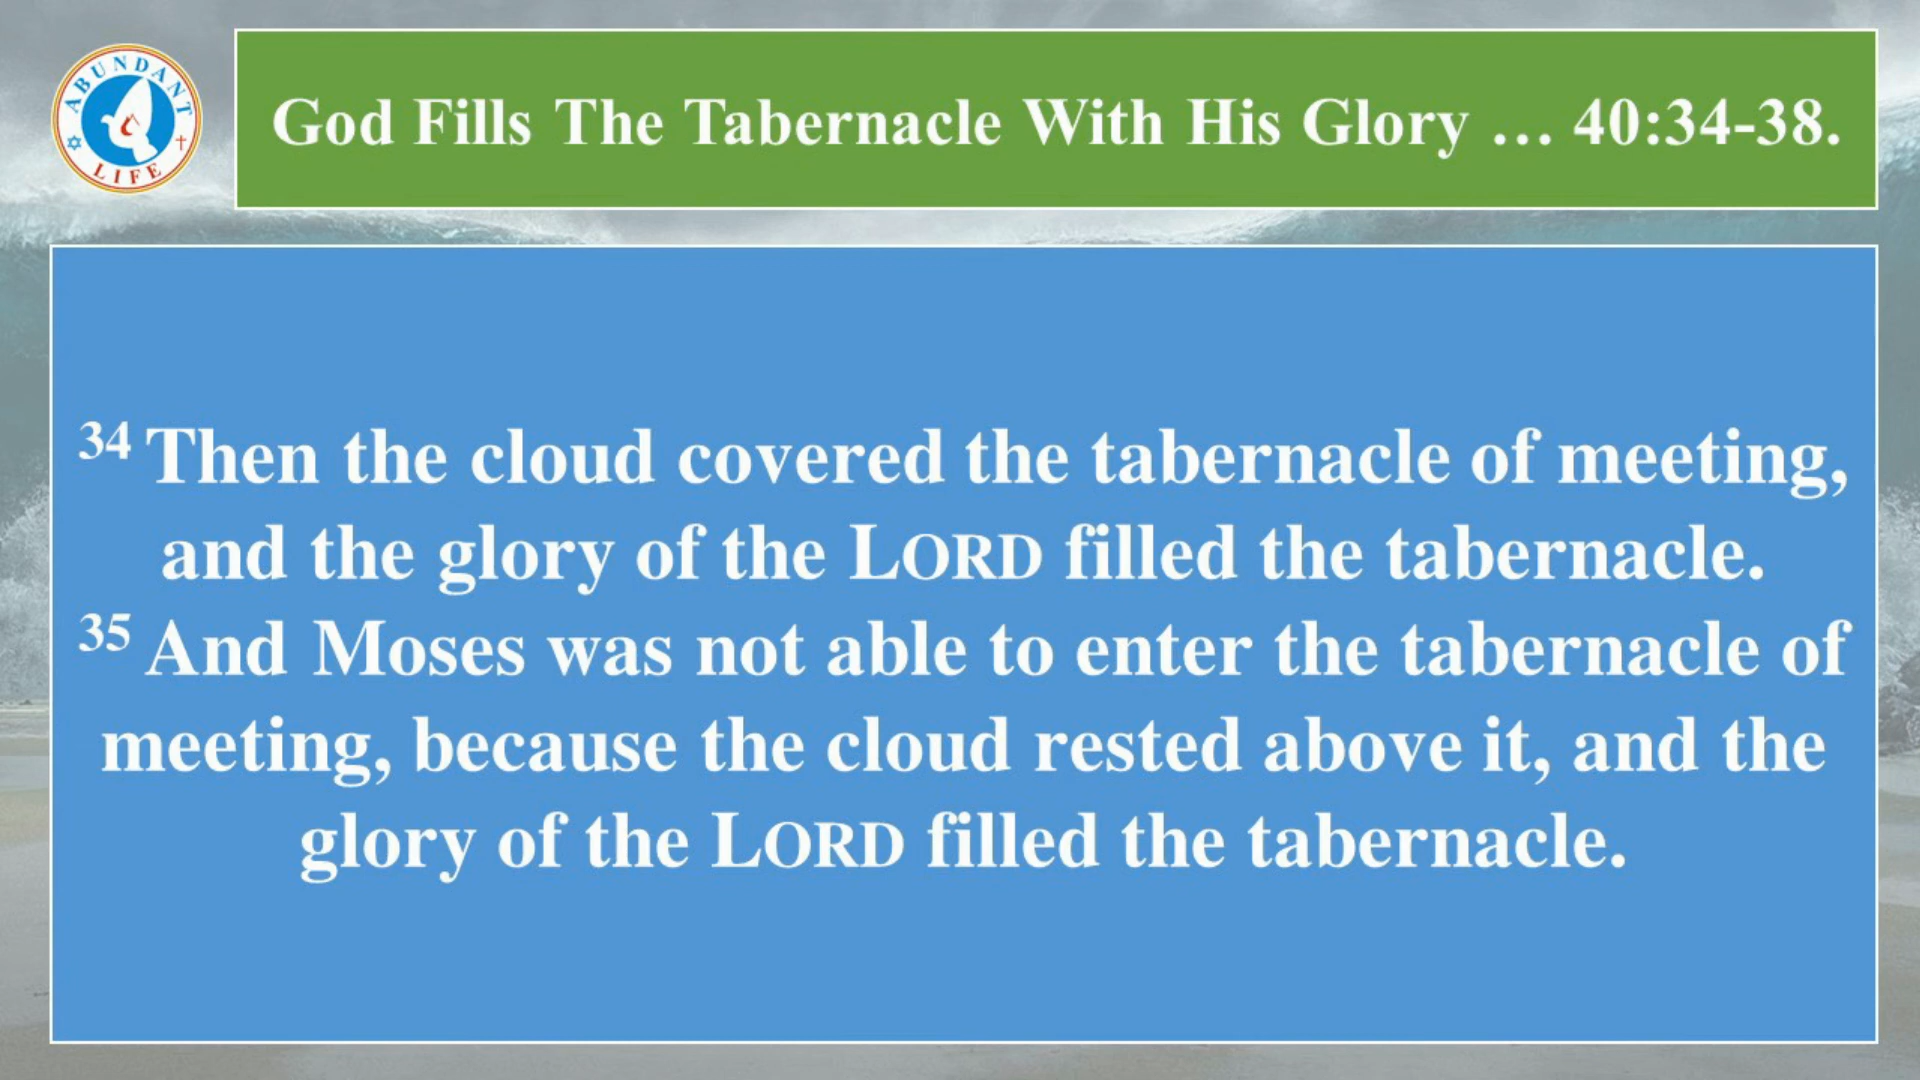 ABUNDANT
LIFE
God Fills The Tabernacle With His Glory … 40:34-38.
34 Then the cloud covered the tabernacle of meeting,
and the glory of the LORD filled the tabernacle.
35 And Moses was not able to enter the tabernacle of
meeting, because the cloud rested above it, and the
glory of the LORD filled the tabernacle.